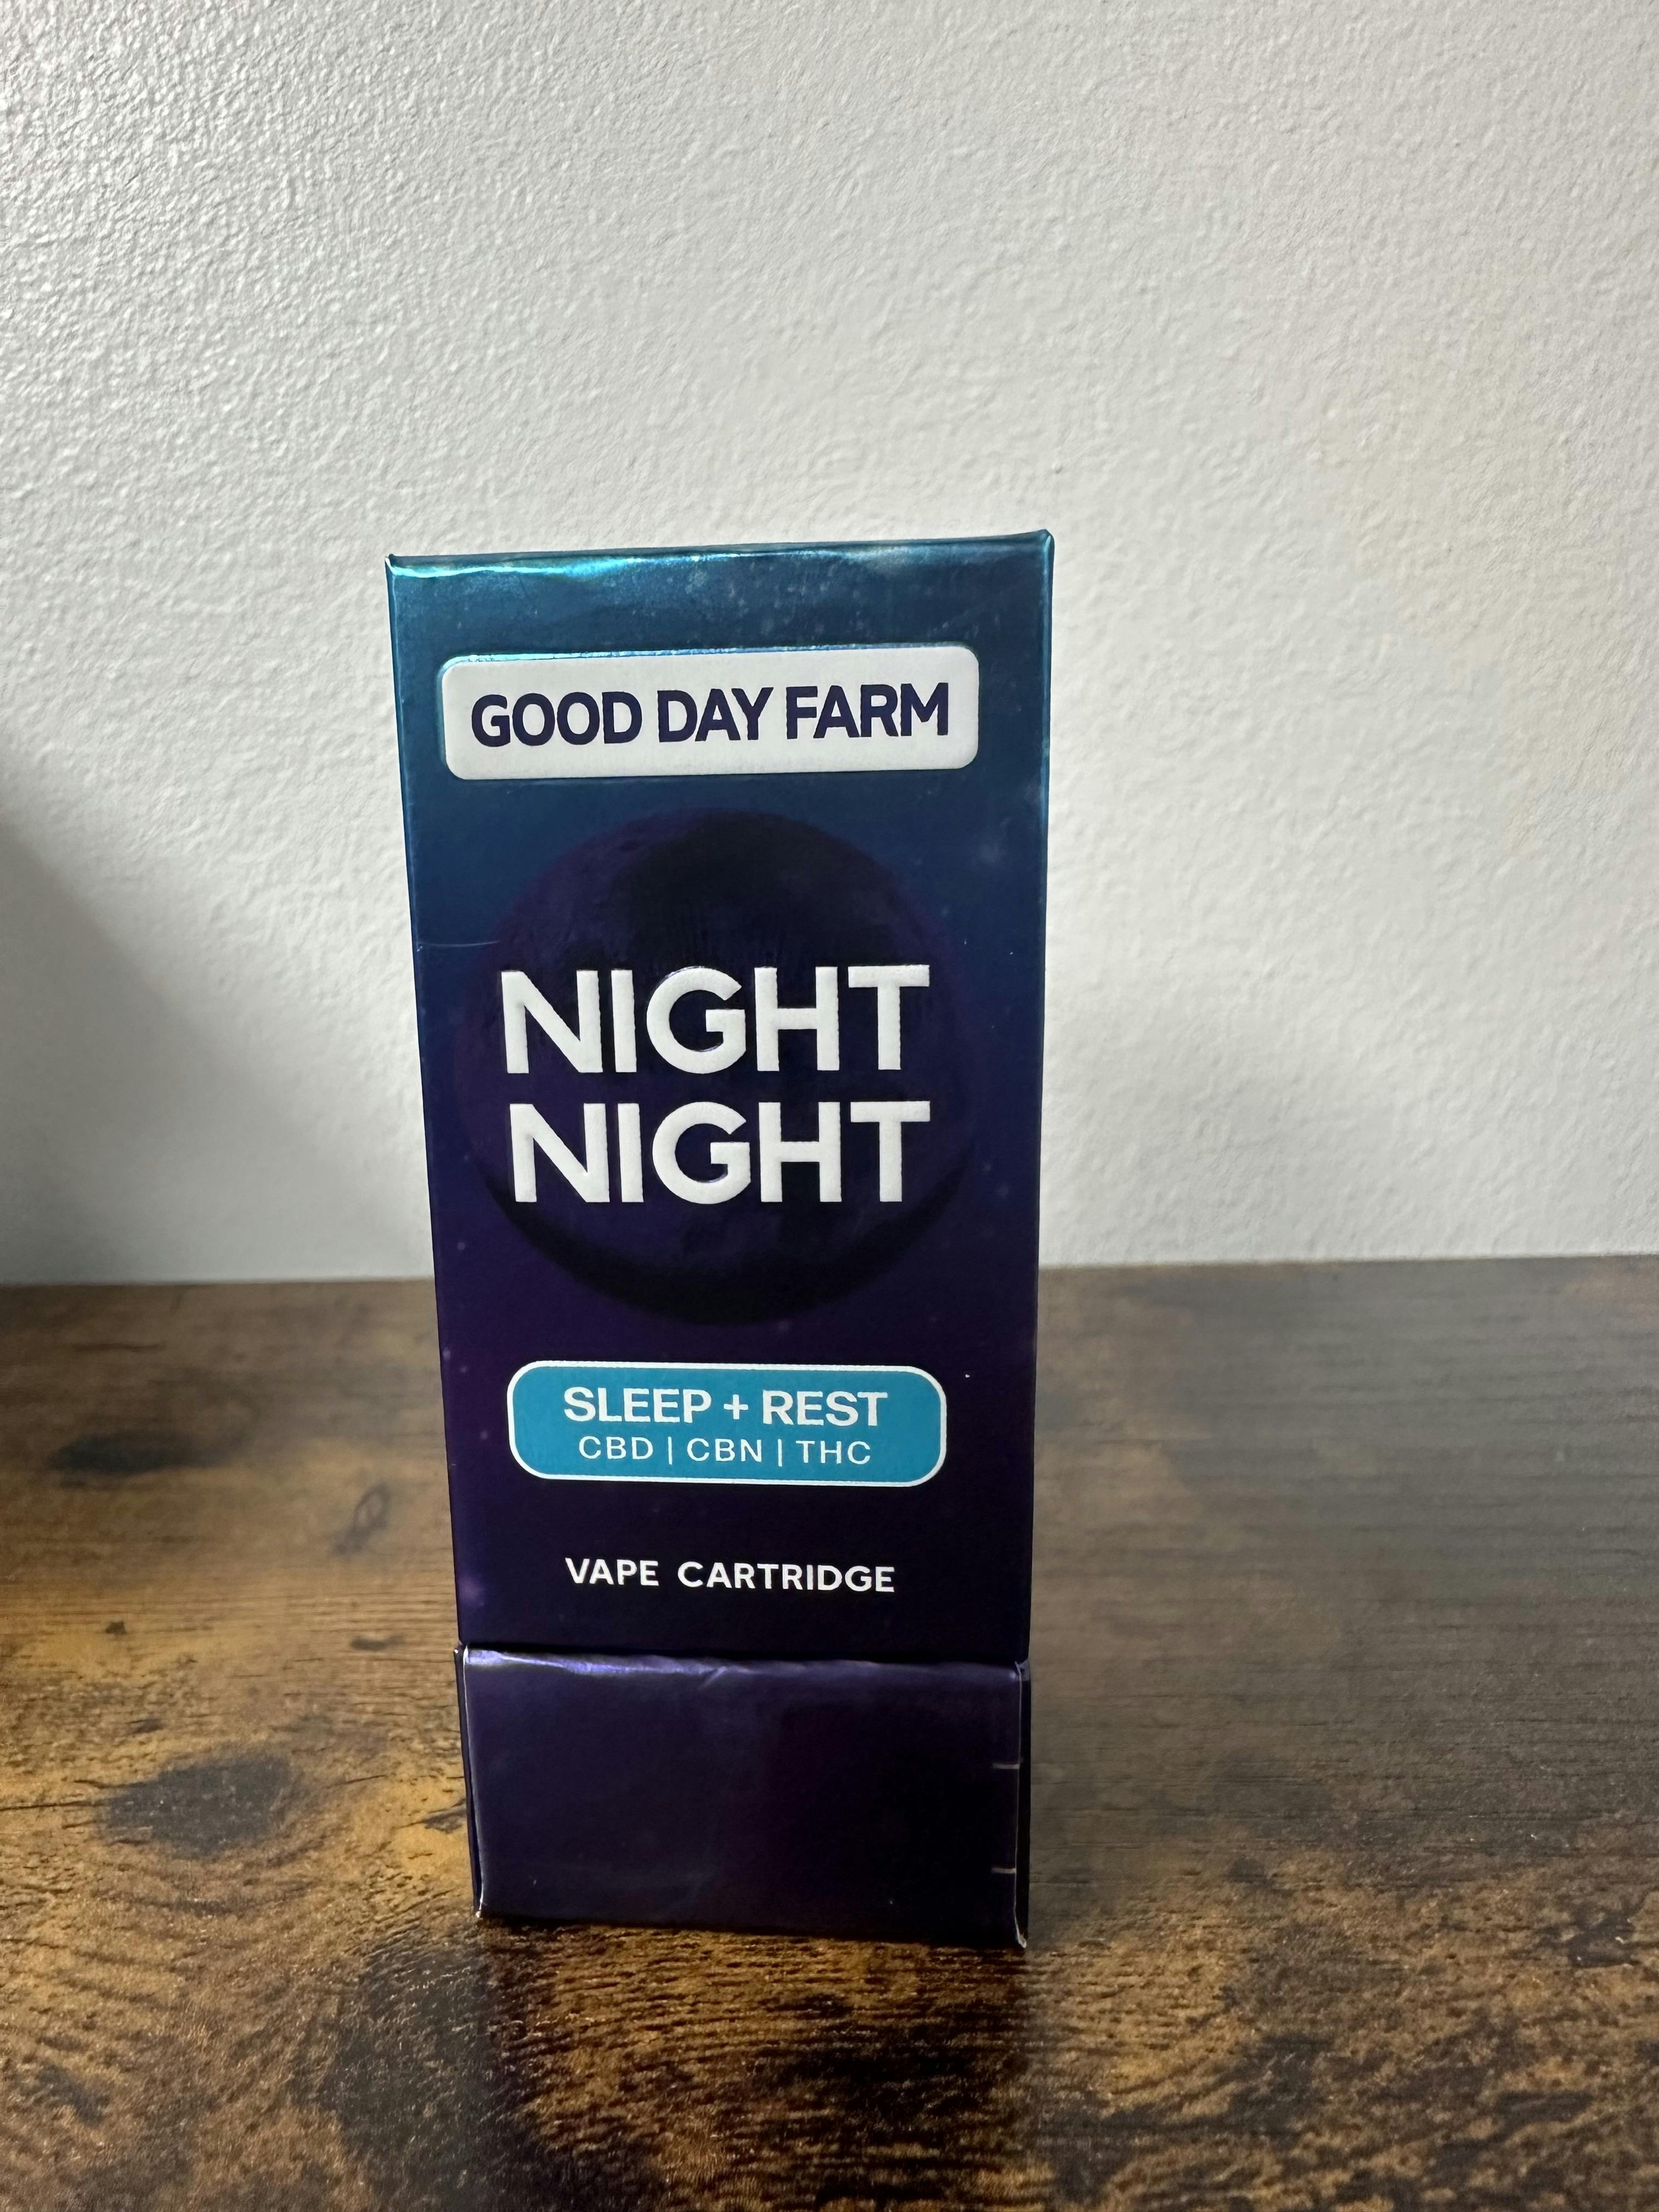 GOOD DAY FARM
NIGHT
NIGHT
SLEEP + REST
CBD | CBN | THC
VAPE CARTRIDGE